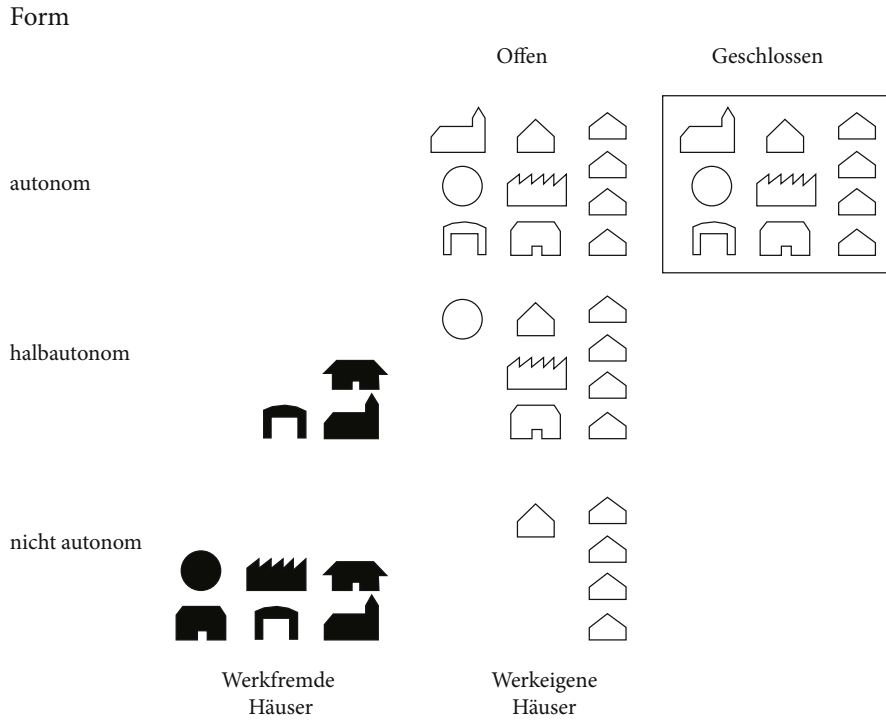 Form
Offen
Geschlossen
autonom
halbautonom
nicht autonom
Werkfremde
Häuser
Werkeigene
Häuser